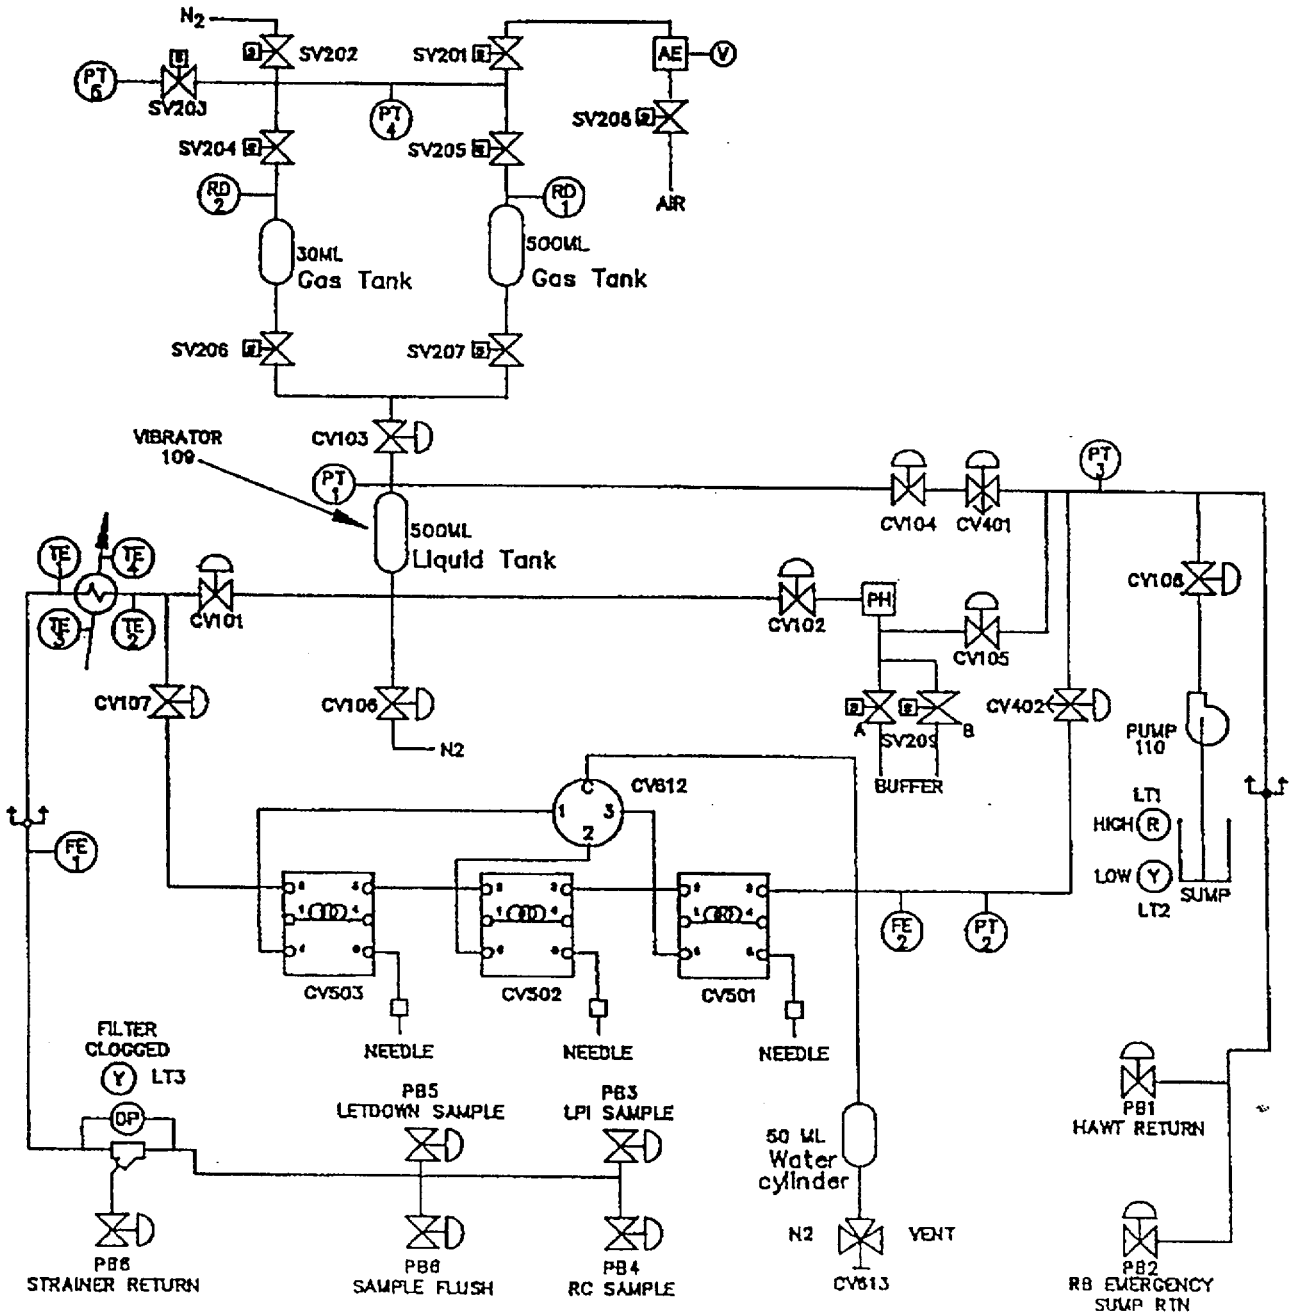 N2
SV202
SV201
AE
V
PT
5
SV203
PT
4
SV208
SV204
SV205
RD
2
RD
1
AIR
30ML
Gas Tank
500ML
Gas Tank
SV206
SV207
VIBRATOR
109
CV103
PT
1
PT
3
CV104
CV401
500ML
Liquid Tank
TE
1
TE
4
TE
3
TE
2
CV101
CV102
PH
CV108
CV105
CV107
CV106
N2
CV402
A
SV209
B
BUFFER
PUMP
110
CV612
C
1
3
2
LT1
HIGH
R
LOW
Y
LT2
SUMP
FE
1
FE
2
PT
2
CV503
CV502
CV501
NEEDLE
NEEDLE
NEEDLE
FILTER
CLOGGED
Y
LT3
DP
PB5
LETDOWN SAMPLE
PB3
LPI SAMPLE
50 ML
Water
cylinder
PB1
HAWT RETURN
N2
VENT
CV613
PB6
STRAINER RETURN
PB6
SAMPLE FLUSH
PB4
RC SAMPLE
PB2
RB EMERGENCY
SUMP RTN